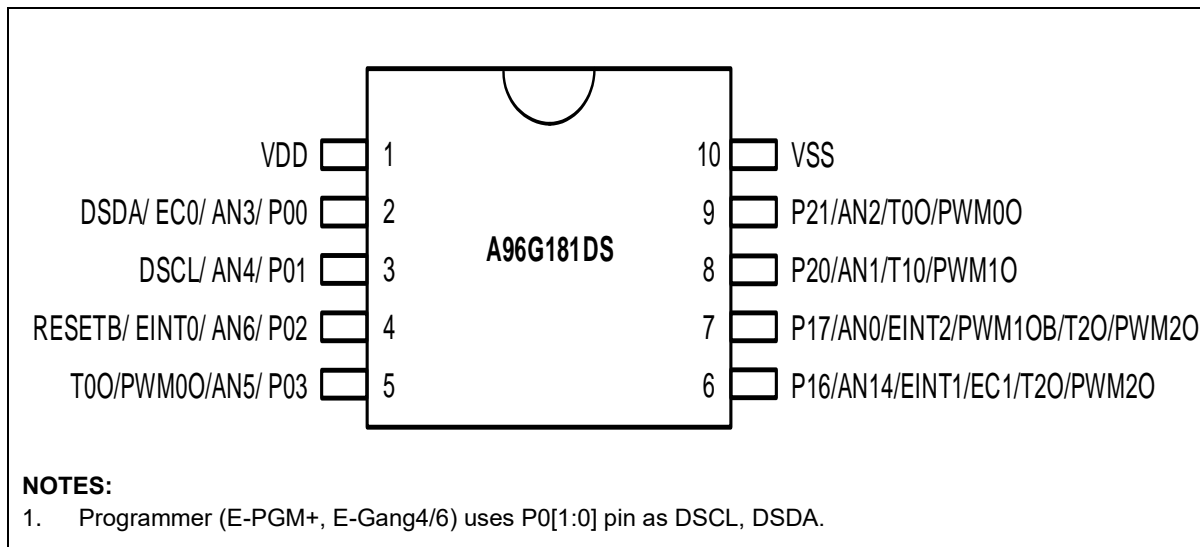 VDD 1 10 VSS
DSDA/ EC0/ AN3/ P00 2 9 P21/AN2/T0O/PWM0O
A96G181DS
DSCL/ AN4/ P01 3 8 P20/AN1/T10/PWM1O
RESETB/ EINT0/ AN6/ P02 4 7 P17/AN0/EINT2/PWM1OB/T2O/PWM2O
T0O/PWM0O/AN5/ P03 5 6 P16/AN14/EINT1/EC1/T2O/PWM2O
NOTES:
1. Programmer (E-PGM+, E-Gang4/6) uses P0[1:0] pin as DSCL, DSDA.